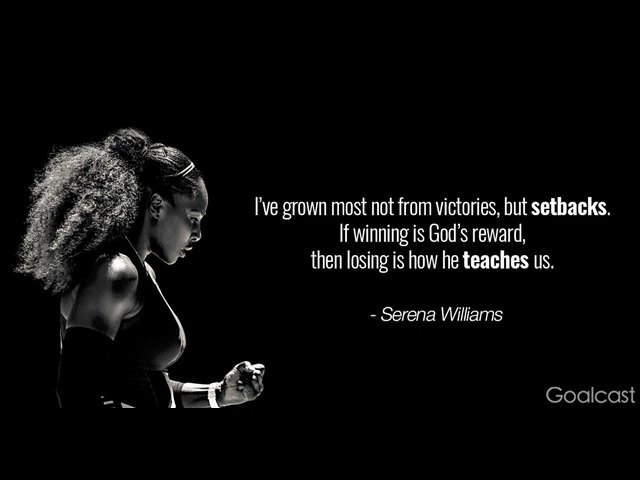 I've grown most not from victories, but setbacks.
If winning is God's reward,
then losing is how he teaches us.
- Serena Williams
Goalcast